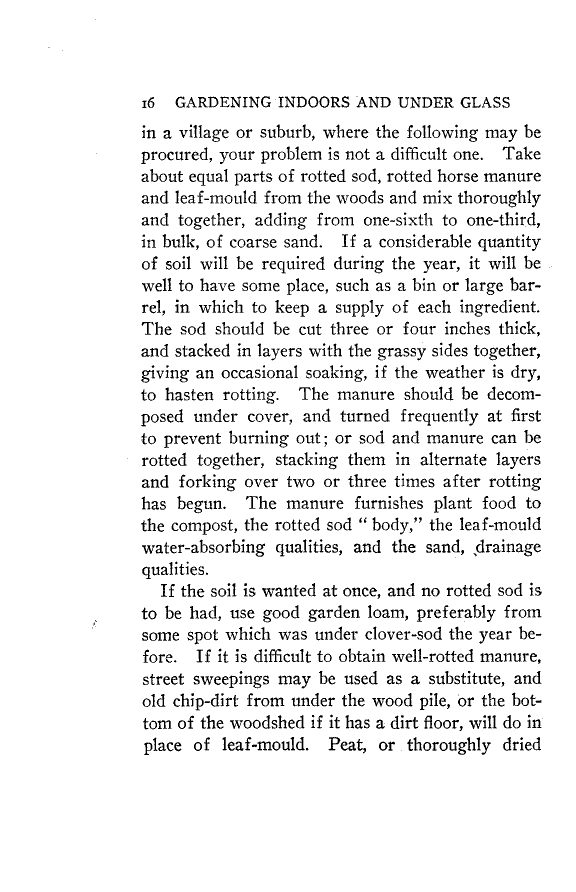 16 GARDENING INDOORS AND UNDER GLASS
in a village or suburb, where the following may be
procured, your problem is not a difficult one. Take
about equal parts of rotted sod, rotted horse manure
and leaf-mould from the woods and mix thoroughly
and together, adding from one-sixth to one-third,
in bulk, of coarse sand. If a considerable quantity
of soil will be required during the year, it will be
well to have some place, such as a bin or large bar-
rel, in which to keep a supply of each ingredient.
The sod should be cut three or four inches thick,
and stacked in layers with the grassy sides together,
giving an occasional soaking, if the weather is dry,
to hasten rotting. The manure should be decom-
posed under cover, and turned frequently at first
to prevent burning out; or sod and manure can be
rotted together, stacking them in alternate layers
and forking over two or three times after rotting
has begun. The manure furnishes plant food to
the compost, the rotted sod "body," the leaf-mould
water-absorbing qualities, and the sand, drainage
qualities.
If the soil is wanted at once, and no rotted sod is
to be had, use good garden loam, preferably from
some spot which was under clover-sod the year be-
fore. If it is difficult to obtain well-rotted manure,
street sweepings may be used as a substitute, and
old chip-dirt from under the wood pile, or the bot-
tom of the woodshed if it has a dirt floor, will do in
place of leaf-mould. Peat, or thoroughly dried